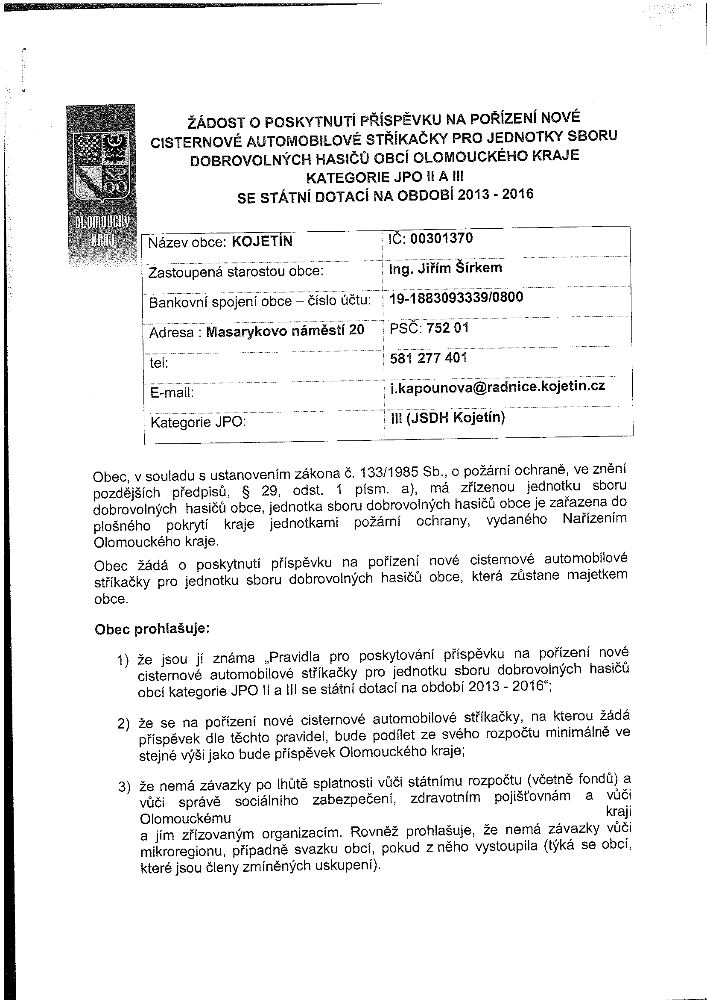 ŽÁDOST O POSKYTNUTÍ PŘÍSPĚVKU NA POŘÍZENÍ NOVÉ
CISTERNOVÉ AUTOMOBILOVÉ STŘÍKAČKY PRO JEDNOTKY SBORU
DOBROVOLNÝCH HASIČŮ OBCÍ OLOMOUCKÉHO KRAJE
KATEGORIE JPO II A III
SE STÁTNÍ DOTACÍ NA OBDOBÍ 2013 - 2016
SP
QO
OLOMOUCKÝ
KRAJ
Název obce: KOJETÍN IČ: 00301370
Zastoupená starostou obce: Ing. Jiřím Šírkem
Bankovní spojení obce – číslo účtu: 19-1883093339/0800
Adresa : Masarykovo náměstí 20 PSČ: 752 01
tel: 581 277 401
E-mail: i.kapounova@radnice.kojetin.cz
Kategorie JPO: III (JSDH Kojetín)
Obec, v souladu s ustanovením zákona č. 133/1985 Sb., o požární ochraně, ve znění
pozdějších předpisů, § 29, odst. 1 písm. a), má zřízenou jednotku sboru
dobrovolných hasičů obce, jednotka sboru dobrovolných hasičů obce je zařazena do
plošného pokrytí kraje jednotkami požární ochrany, vydaného Nařízením
Olomouckého kraje.
Obec žádá o poskytnutí příspěvku na pořízení nové cisternové automobilové
stříkačky pro jednotku sboru dobrovolných hasičů obce, která zůstane majetkem
obce.
Obec prohlašuje:
1) že jsou jí známa „Pravidla pro poskytování příspěvku na pořízení nové
cisternové automobilové stříkačky pro jednotku sboru dobrovolných hasičů
obcí kategorie JPO II a III se státní dotací na období 2013 - 2016“;
2) že se na pořízení nové cisternové automobilové stříkačky, na kterou žádá
příspěvek dle těchto pravidel, bude podílet ze svého rozpočtu minimálně ve
stejné výši jako bude příspěvek Olomouckého kraje;
3) že nemá závazky po lhůtě splatnosti vůči státnímu rozpočtu (včetně fondů) a
vůči správě sociálního zabezpečení, zdravotním pojišťovnám a vůči
Olomouckému kraji
a jím zřizovaným organizacím. Rovněž prohlašuje, že nemá závazky vůči
mikroregionu, případně svazku obcí, pokud z něho vystoupila (týká se obcí,
které jsou členy zmíněných uskupení).